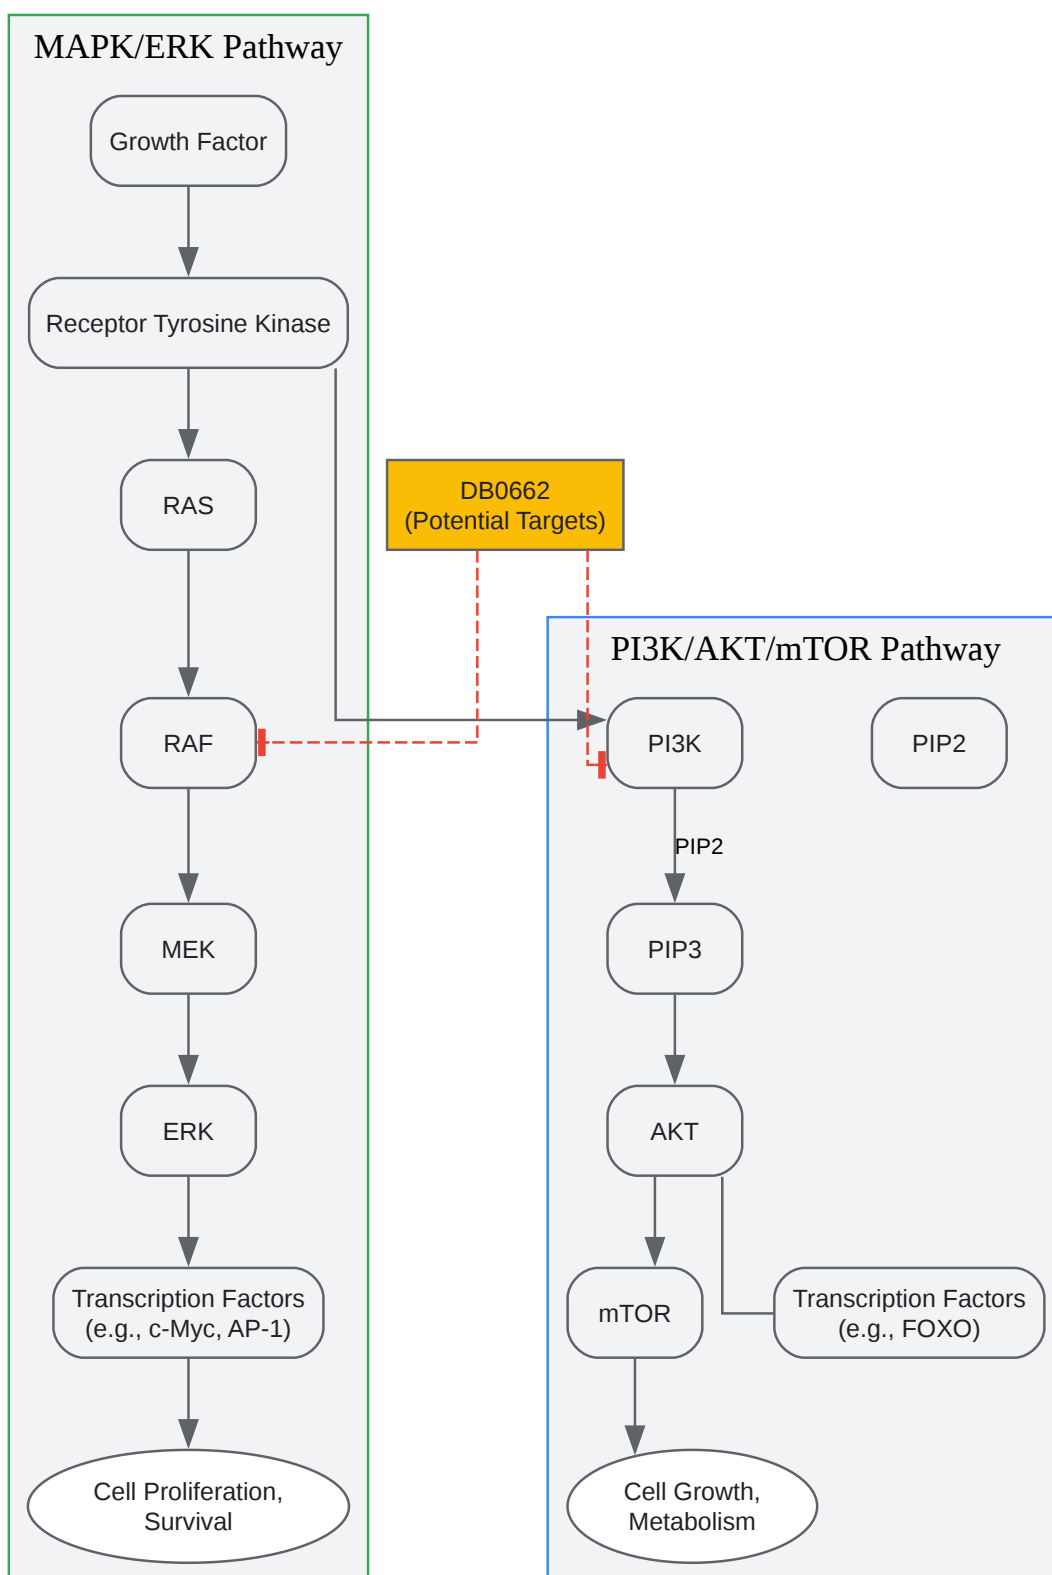 MAPK/ERK Pathway
Growth Factor
Receptor Tyrosine Kinase
RAS
RAF
MEK
ERK
Transcription Factors
(e.g., c-Myc, AP-1)
Cell Proliferation,
Survival
DB0662
(Potential Targets)
PI3K/AKT/mTOR Pathway
PI3K
PIP2
PIP2
PIP3
AKT
mTOR
Transcription Factors
(e.g., FOXO)
Cell Growth,
Metabolism